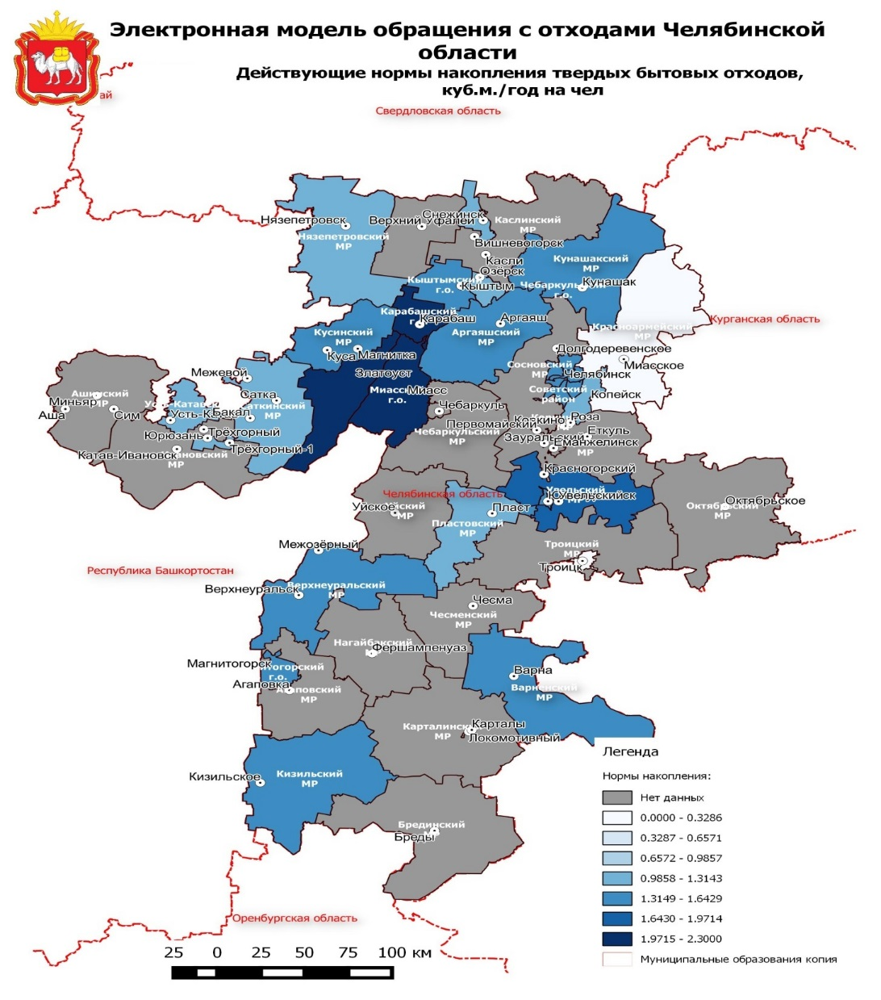 Электронная модель обращения с отходами Челябинской
области
Действующие нормы накопления твердых бытовых отходов,
куб.м./год на чел
ай
Свердловская область
Нязепетровск
Нязепетровский
МР
Верхний Уфалей
Снежинск
Каслинский
МР
Вишневогорск
Касли
Озёрск
Кунашакский
МР
Кунашак
Кыштымский
г.о.
Кыштым
Чебаркульский
г.о.
Карабашский
Карабаш
Аргаяш
Аргаяшский
МР
Курганская область
Красноармейский
МР
Кусинский
МР
Куса
Магнитка
Златоуст
Долгодеревенское
Миасское
Сосновский
МР
Челябинск
Советский
район
Копейск
Межевой
Сатка
Саткинский
МР
Бакал
Ашинский
МР
Миньяр
Аша
Сим
Юрюзань
Трёхгорный
Трёхгорный-1
Катав-Ивановск
МР
Миасс
г.о.
Чебаркуль
Чебаркульский
МР
Первомайский
Роза
Зауральский
Еткуль
Еманжелинск
МР
Красногорский
Увельский
МР
Челябинская область
Уйское
МР
Пласт
Пластовский
МР
Октябрьский
МР
Октябрьское
Троицкий
МР
Троицк
Межозёрный
Республика Башкортостан
Верхнеуральск
Верхнеуральский
МР
Чесма
Чесменский
МР
Нагайбакский
Фершампенуаз
Магнитогорск
г.о.
Агаповка
Агаповский
МР
Варна
Варненский
МР
Карталинский
МР
Карталы
Локомотивный
Кизильское
Кизильский
МР
Брединский
Бреды
Оренбургская область
Легенда
Нормы накопления:
Нет данных
0.0000 - 0.3286
0.3287 - 0.6571
0.6572 - 0.9857
0.9858 - 1.3143
1.3149 - 1.6429
1.6430 - 1.9714
1.9715 - 2.3000
Муниципальные образования копия
25 0 25 50 75 100 км